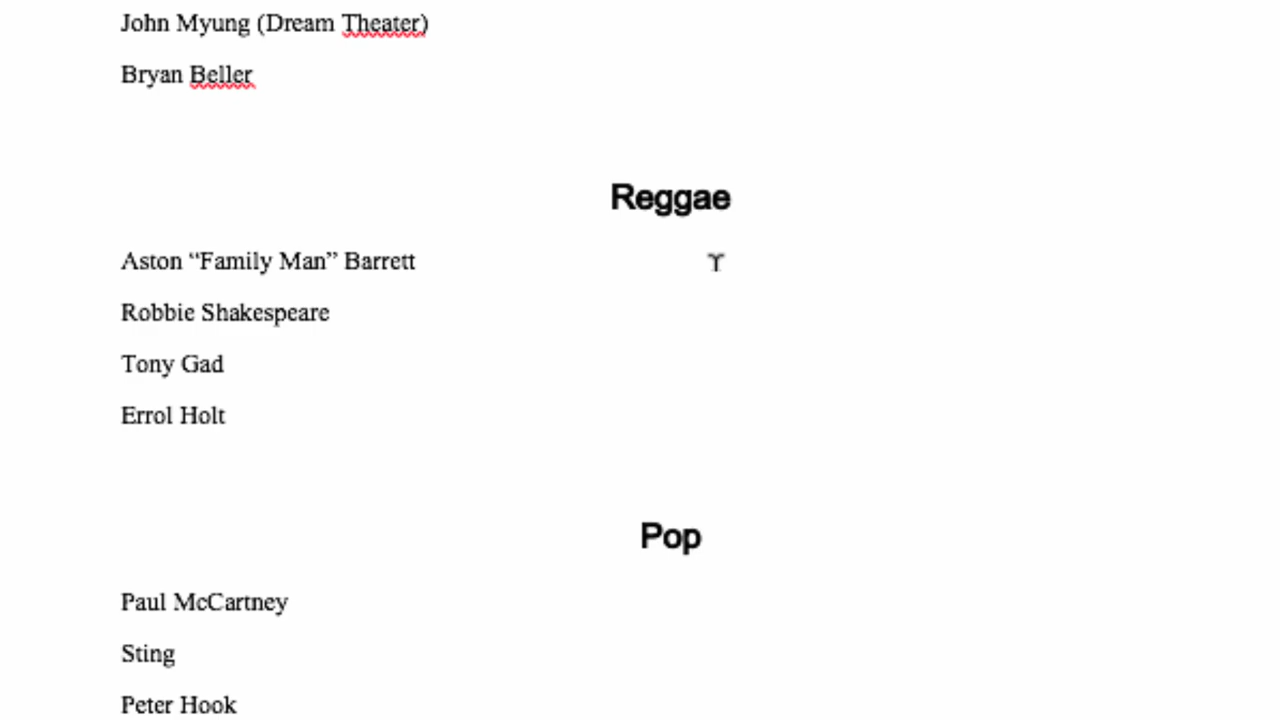 John Myung (Dream Theater)
Bryan Beller
Reggae
Aston “Family Man” Barrett
Robbie Shakespeare
Tony Gad
Errol Holt
Pop
Paul McCartney
Sting
Peter Hook